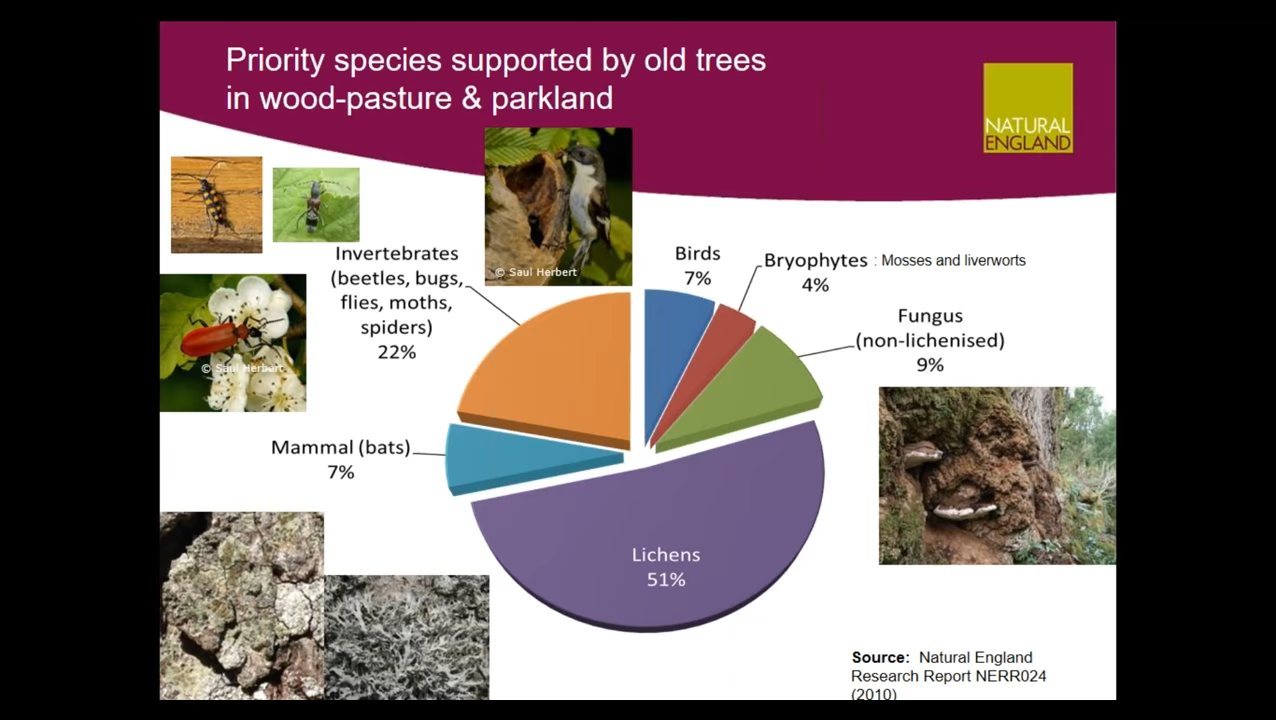 Priority species supported by old trees
in wood-pasture & parkland
NATURAL
ENGLAND
© Saul Herbert
Invertebrates
(beetles, bugs,
flies, moths,
spiders)
22%
Birds
7%
Bryophytes : Mosses and liverworts
4%
Fungus
(non-lichenised)
9%
© Saul Herbert
Mammal (bats)
7%
Lichens
51%
Source: Natural England
Research Report NERR024
(2010)